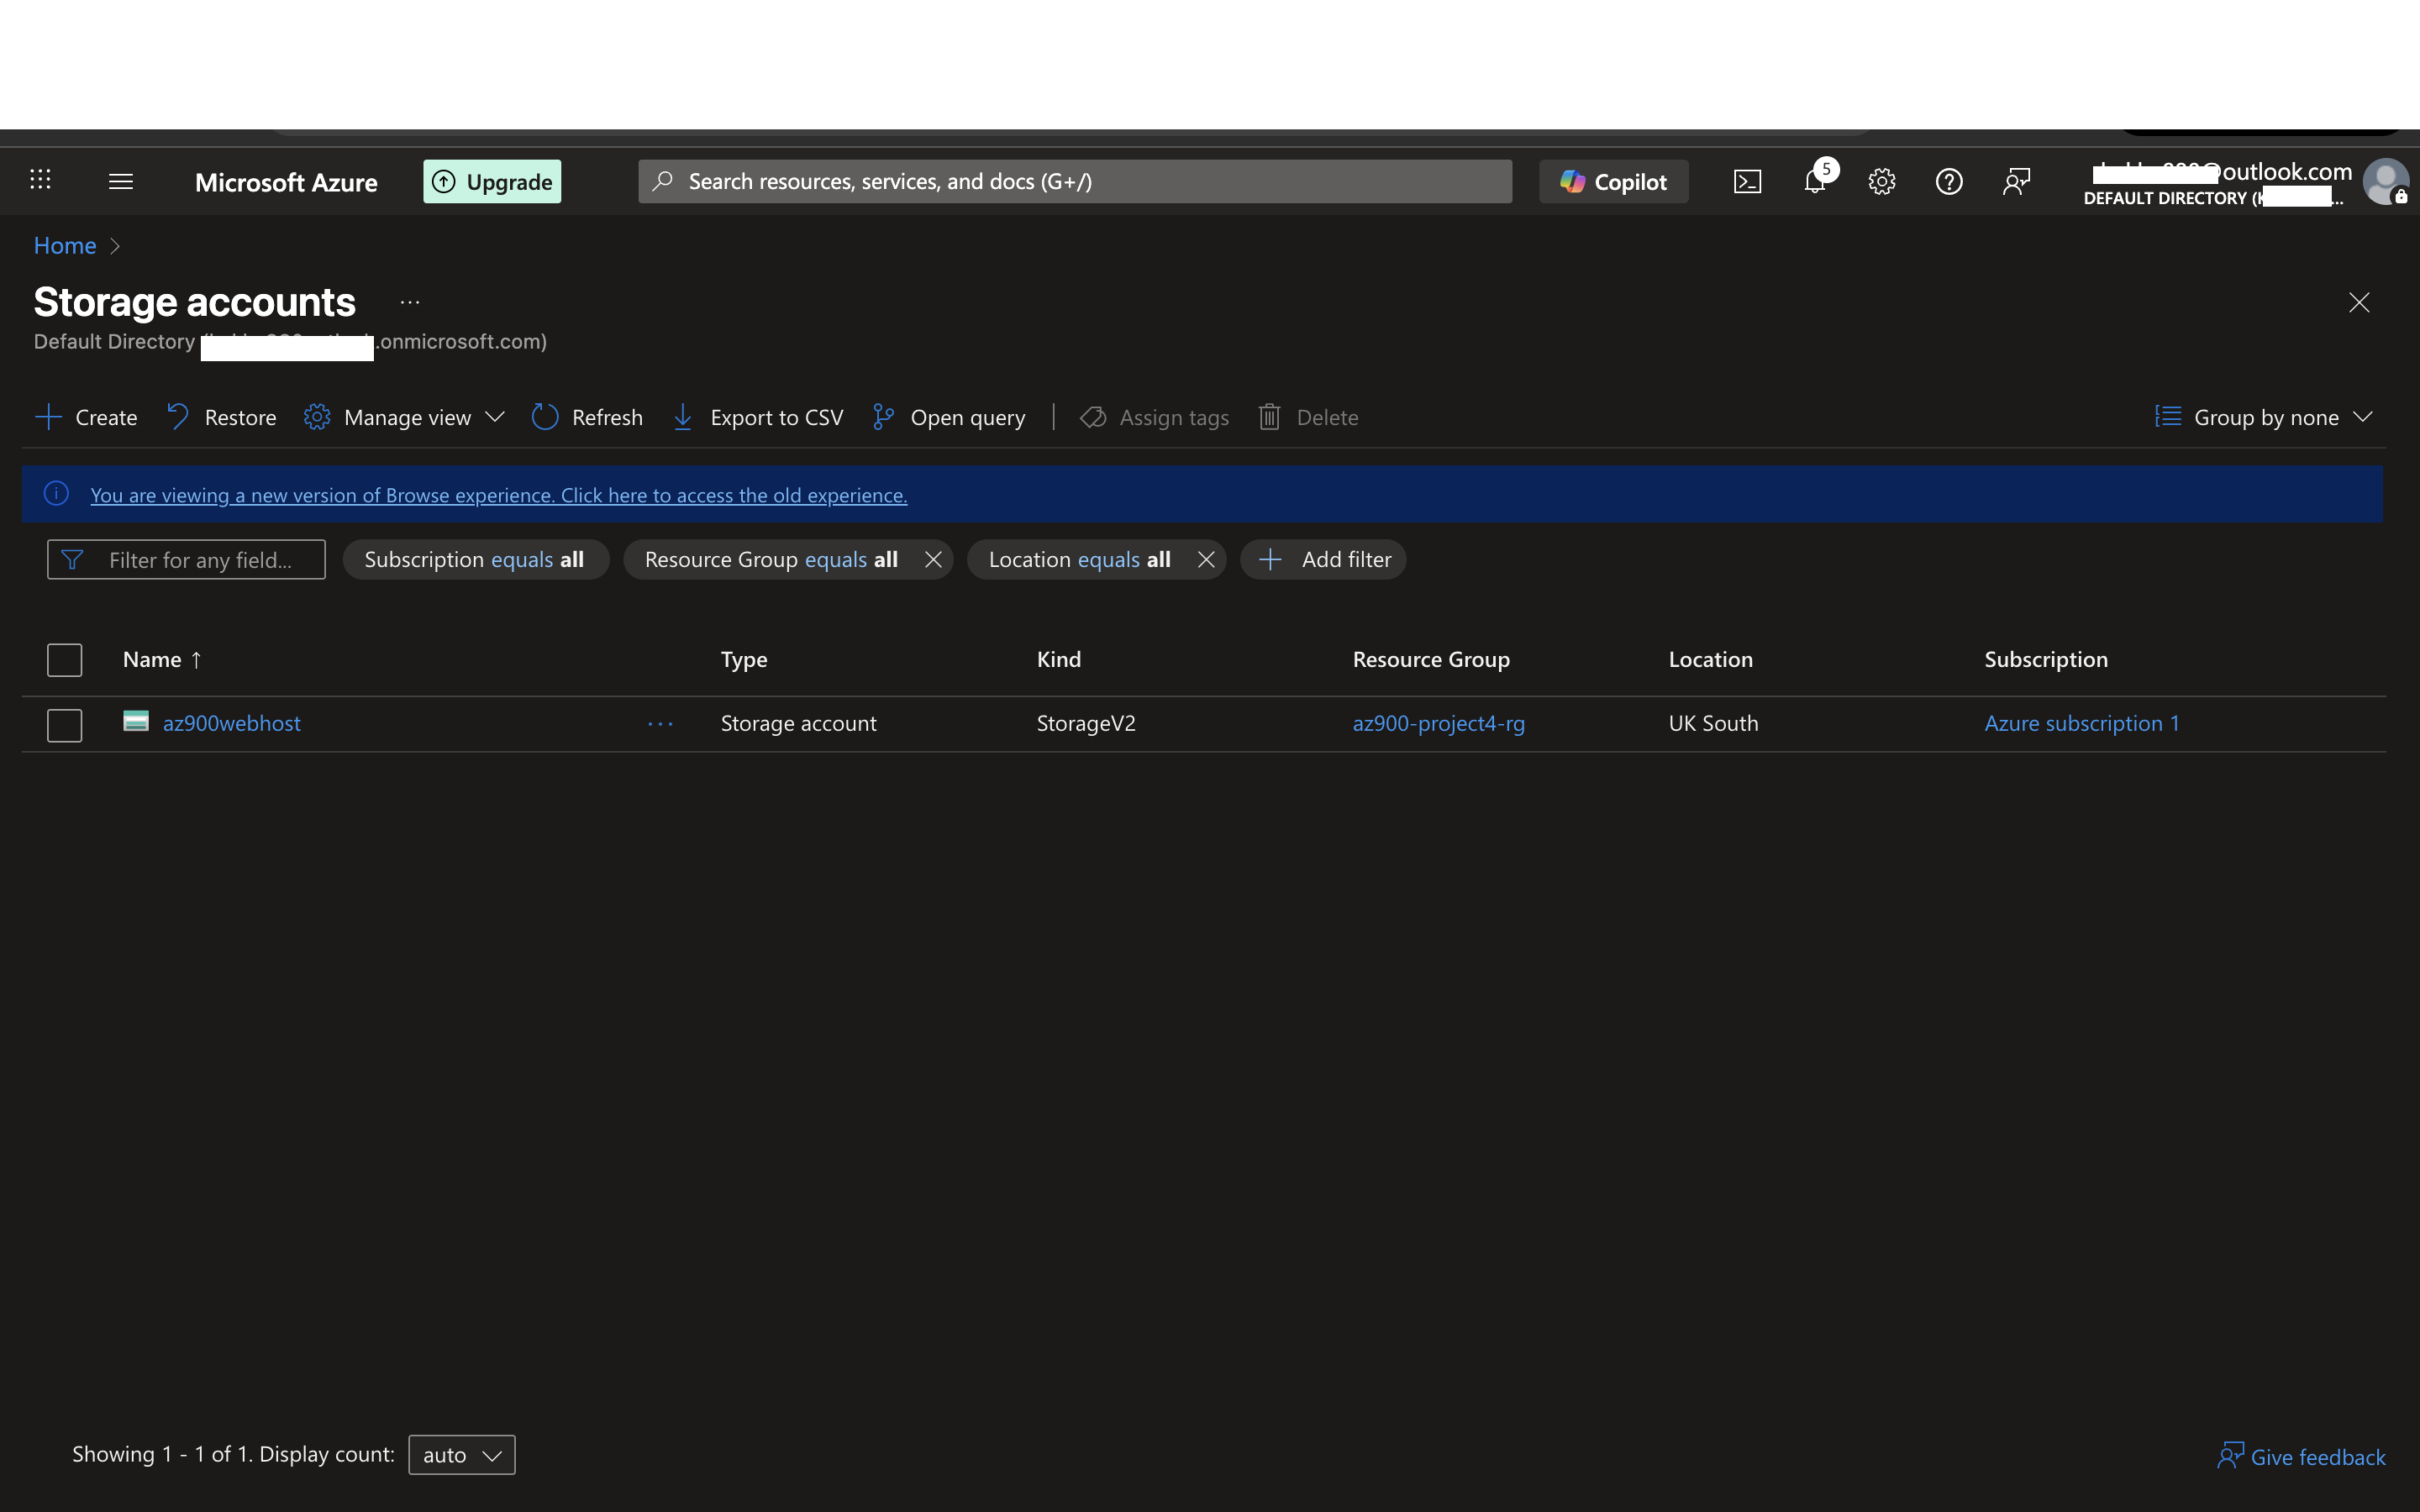 Microsoft Azure Upgrade Search resources, services, and docs (G+/) Copilot 5 outlook.com
DEFAULT DIRECTORY ( ...
Home
Storage accounts ...
Default Directory .onmicrosoft.com)
Create Restore Manage view Refresh Export to CSV Open query Assign tags Delete Group by none
You are viewing a new version of Browse experience. Click here to access the old experience.
Filter for any field... Subscription equals all Resource Group equals all Location equals all Add filter
Name ↑ Type Kind Resource Group Location Subscription
az900webhost ... Storage account StorageV2 az900-project4-rg UK South Azure subscription 1
Showing 1 - 1 of 1. Display count: auto Give feedback